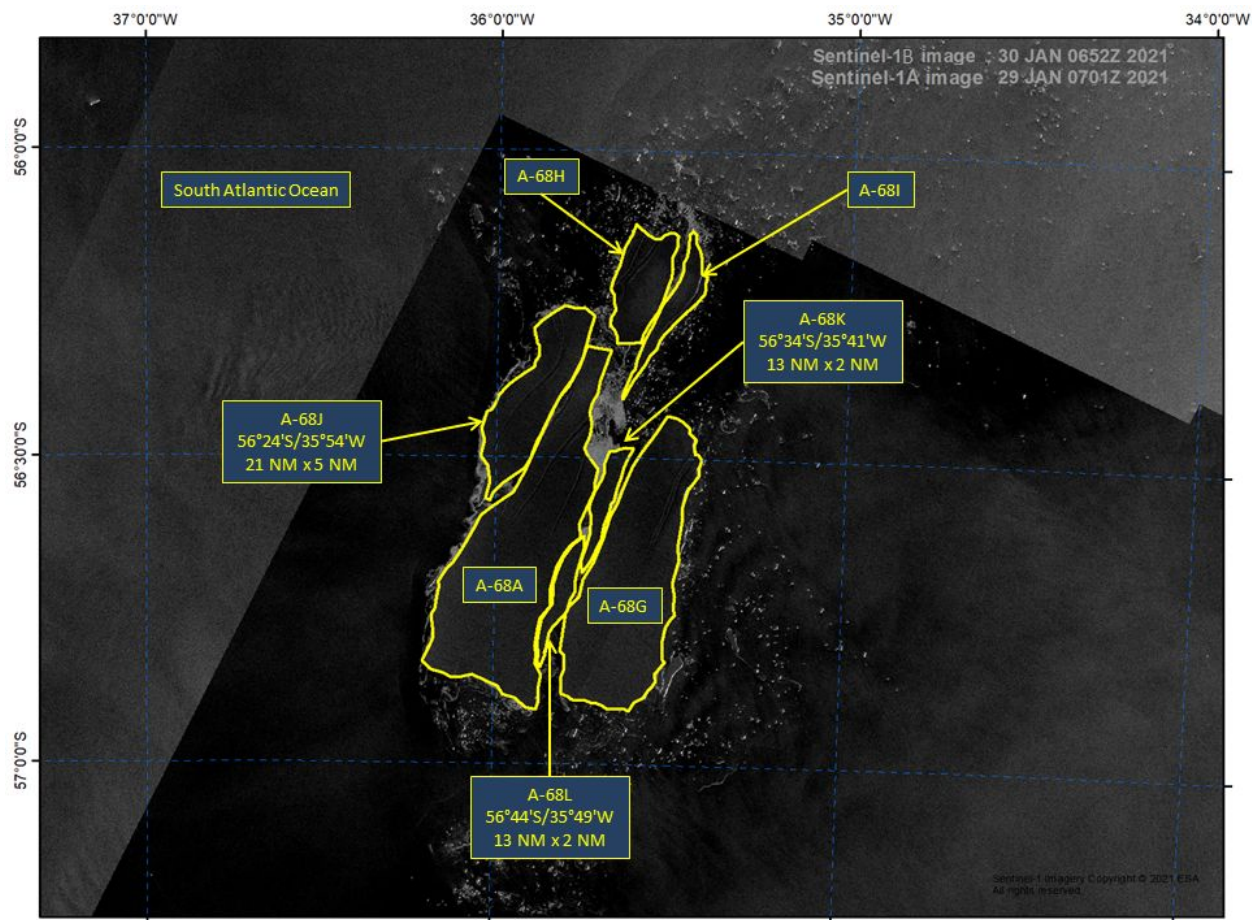 37°0'0"W
36°0'0"W
35°0'0"W
34°0'0"W
Sentinel-1B image : 30 JAN 0652Z 2021
Sentinel-1A image 29 JAN 0701Z 2021
56°0'0"S
A-68H
A-68I
South Atlantic Ocean
A-68K
56°34'S/35°41'W
13 NM x 2 NM
A-68J
56°24'S/35°54'W
21 NM x 5 NM
56°30'0"S
A-68A
A-68G
57°0'0"S
A-68L
56°44'S/35°49'W
13 NM x 2 NM
Sentinel-1 Imagery Copyright © 2021 ESA
All rights reserved.